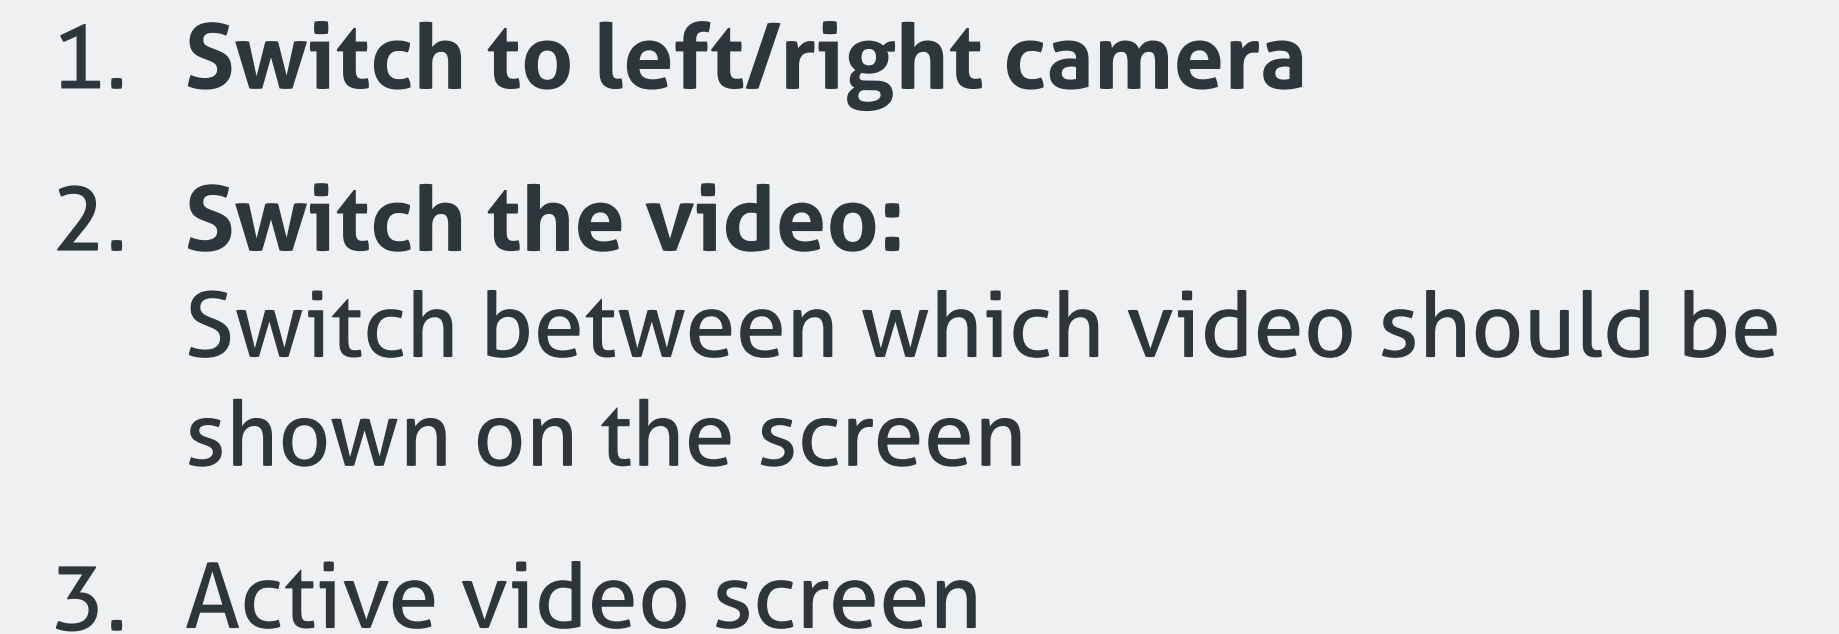 1. Switch to left/right camera
2. Switch the video:
Switch between which video should be
shown on the screen
3. Active video screen